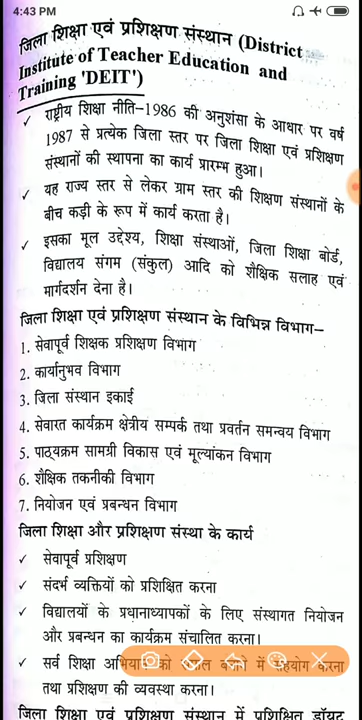 4:43 PM
जिला शिक्षा एवं प्रशिक्षण संस्थान (District
Institute of Teacher Education and
Training 'DEIT')
✓ राष्ट्रीय शिक्षा नीति–1986 की अनुशंसा के आधार पर वर्ष
1987 से प्रत्येक जिला स्तर पर जिला शिक्षा एवं प्रशिक्षण
संस्थानों की स्थापना का कार्य प्रारम्भ हुआ।
✓ यह राज्य स्तर से लेकर ग्राम स्तर की शिक्षण संस्थानों के
बीच कड़ी के रूप में कार्य करता है।
✓ इसका मूल उद्देश्य, शिक्षा संस्थाओं, जिला शिक्षा बोर्ड,
विद्यालय संगम (संकुल) आदि को शैक्षिक सलाह एवं
मार्गदर्शन देना है।
जिला शिक्षा एवं प्रशिक्षण संस्थान के विभिन्न विभाग–
1. सेवापूर्व शिक्षक प्रशिक्षण विभाग
2. कार्यानुभव विभाग
3. जिला संस्थान इकाई
4. सेवारत कार्यक्रम क्षेत्रीय सम्पर्क तथा प्रवर्तन समन्वय विभाग
5. पाठ्यक्रम सामग्री विकास एवं मूल्यांकन विभाग
6. शैक्षिक तकनीकी विभाग
7. नियोजन एवं प्रबन्धन विभाग
जिला शिक्षा और प्रशिक्षण संस्था के कार्य
✓ सेवापूर्व प्रशिक्षण
✓ संदर्भ व्यक्तियों को प्रशिक्षित करना
✓ विद्यालयों के प्रधानाध्यापकों के लिए संस्थागत नियोजन
और प्रबन्धन का कार्यक्रम संचालित करना।
✓ सर्व शिक्षा में सहयोग करना
तथा प्रशिक्षण की व्यवस्था करना।
जिला शिक्षा एवं प्रशिक्षण संस्थान में प्रशिक्षित डॉयट